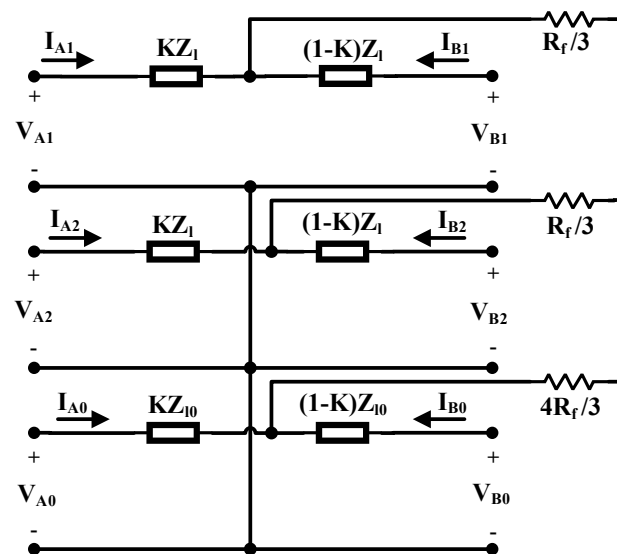 I_A1 KZ_l (1-K)Z_l I_B1 R_f/3
+ +
V_A1 V_B1
- -
I_A2 KZ_l (1-K)Z_l I_B2 R_f/3
+ +
V_A2 V_B2
- -
I_A0 KZ_l0 (1-K)Z_l0 I_B0 4R_f/3
+ +
V_A0 V_B0
- -